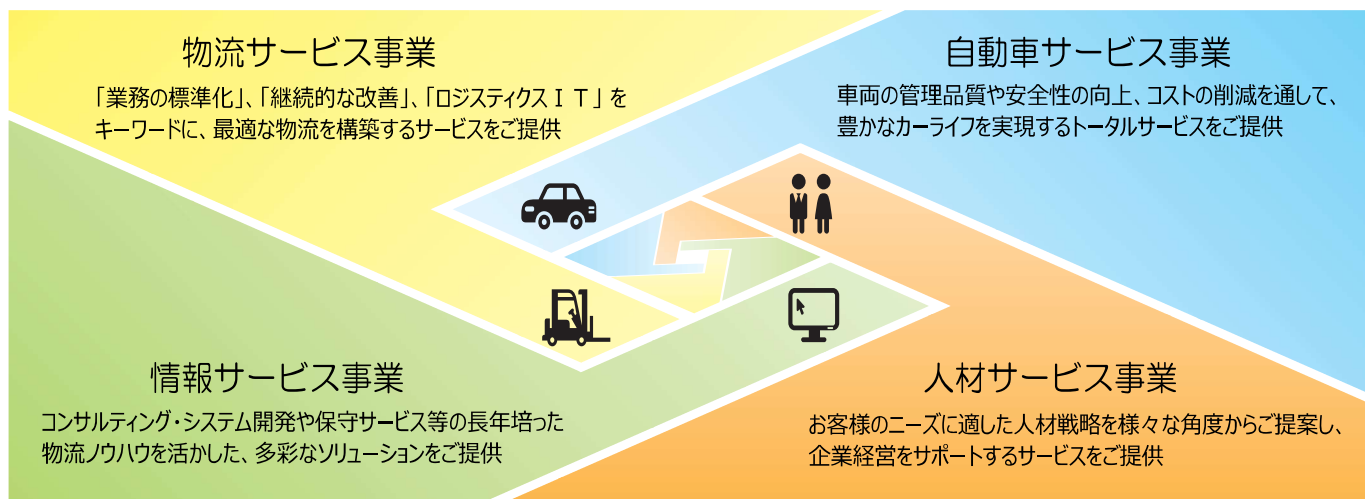 物流サービス事業
「業務の標準化」、「継続的な改善」、「ロジスティクスＩＴ」を
キーワードに、最適な物流を構築するサービスをご提供
自動車サービス事業
車両の管理品質や安全性の向上、コストの削減を通して、
豊かなカーライフを実現するトータルサービスをご提供
情報サービス事業
コンサルティング・システム開発や保守サービス等の長年培った
物流ノウハウを活かした、多彩なソリューションをご提供
人材サービス事業
お客様のニーズに適した人材戦略を様々な角度からご提案し、
企業経営をサポートするサービスをご提供